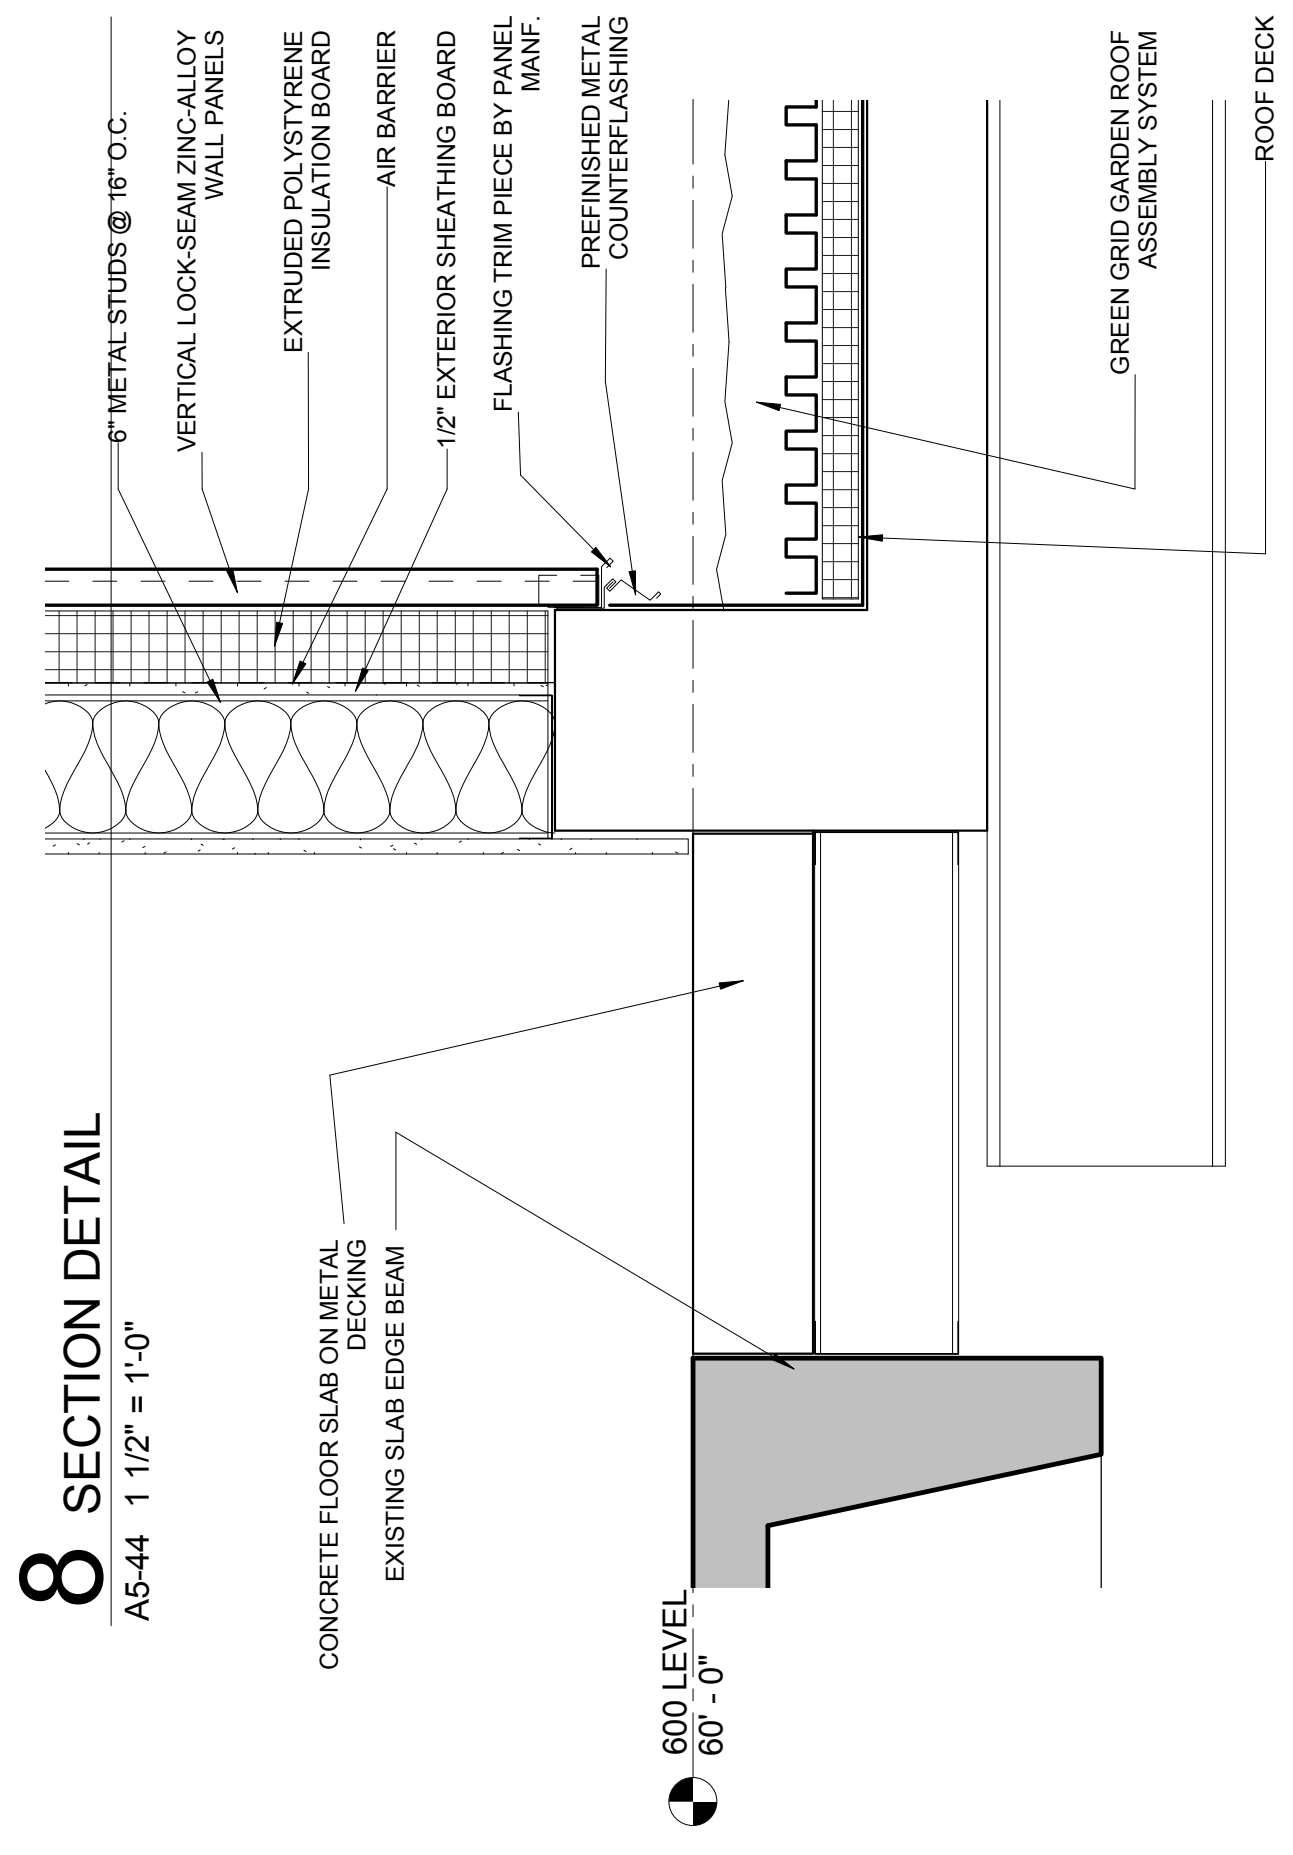 6" METAL STUDS @ 16" O.C.
VERTICAL LOCK-SEAM ZINC-ALLOY
WALL PANELS
EXTRUDED POLYSTYRENE
INSULATION BOARD
AIR BARRIER
1/2" EXTERIOR SHEATHING BOARD
FLASHING TRIM PIECE BY PANEL
MANF.
PREFINISHED METAL
COUNTERFLASHING
GREEN GRID GARDEN ROOF
ASSEMBLY SYSTEM
ROOF DECK
CONCRETE FLOOR SLAB ON METAL
DECKING
EXISTING SLAB EDGE BEAM
600 LEVEL
60' - 0"
8 SECTION DETAIL
A5-44 1 1/2" = 1'-0"